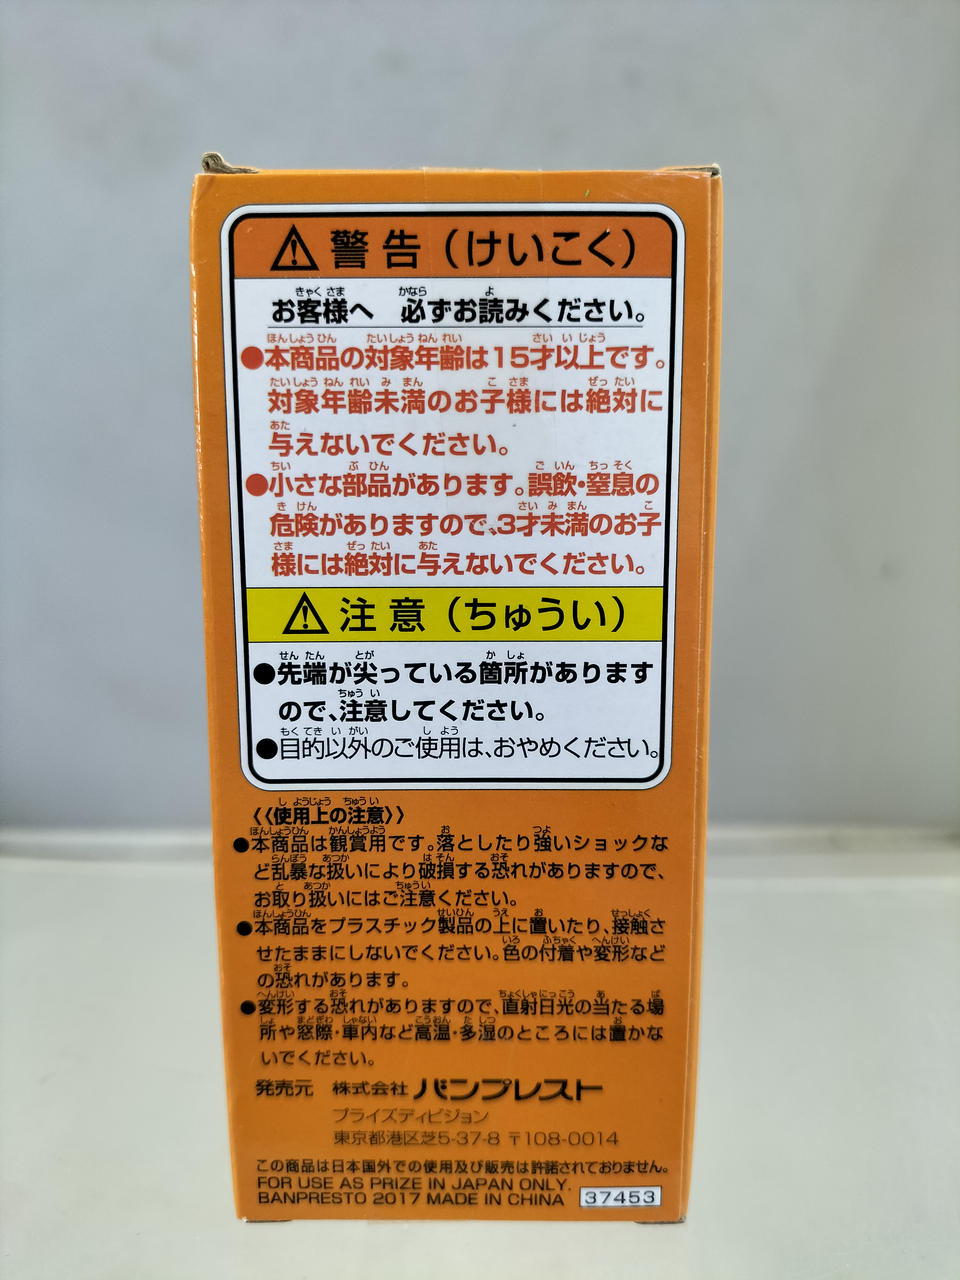 警告（けいこく）
お客様へ 必ずお読みください。
●本商品の対象年齢は15才以上です。
対象年齢未満のお子様には絶対に
与えないでください。
●小さな部品があります。誤飲・窒息の
危険がありますので、3才未満のお子
様には絶対に与えないでください。
注意（ちゅうい）
●先端が尖っている箇所があります
ので、注意してください。
●目的以外のご使用は、おやめください。
《使用上の注意》
●本商品は観賞用です。落としたり強いショックな
ど乱暴な扱いにより破損する恐れがありますので、
お取り扱いにはご注意ください。
●本商品をプラスチック製品の上に置いたり、接触さ
せたままにしないでください。色の付着や変形など
の恐れがあります。
●変形する恐れがありますので、直射日光の当たる場
所や窓際・車内など高温・多湿のところには置かな
いでください。
発売元 株式会社 バンプレスト
プライズディビジョン
東京都港区芝5-37-8 〒108-0014
この商品は日本国外での使用及び販売は許諾されておりません。
FOR USE AS PRIZE IN JAPAN ONLY.
BANPRESTO 2017 MADE IN CHINA 37453